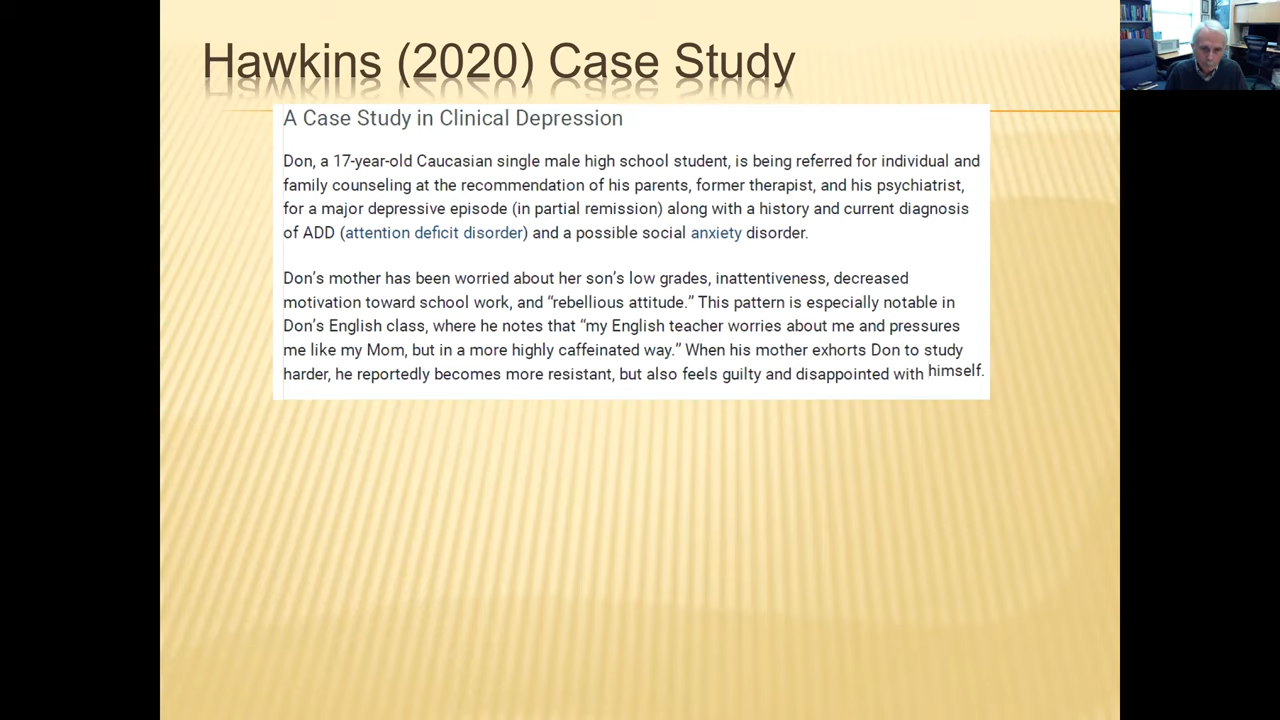 Hawkins (2020) Case Study
A Case Study in Clinical Depression
Don, a 17-year-old Caucasian single male high school student, is being referred for individual and
family counseling at the recommendation of his parents, former therapist, and his psychiatrist,
for a major depressive episode (in partial remission) along with a history and current diagnosis
of ADD (attention deficit disorder) and a possible social anxiety disorder.
Don’s mother has been worried about her son’s low grades, inattentiveness, decreased
motivation toward school work, and “rebellious attitude.” This pattern is especially notable in
Don’s English class, where he notes that “my English teacher worries about me and pressures
me like my Mom, but in a more highly caffeinated way.” When his mother exhorts Don to study
harder, he reportedly becomes more resistant, but also feels guilty and disappointed with himself.